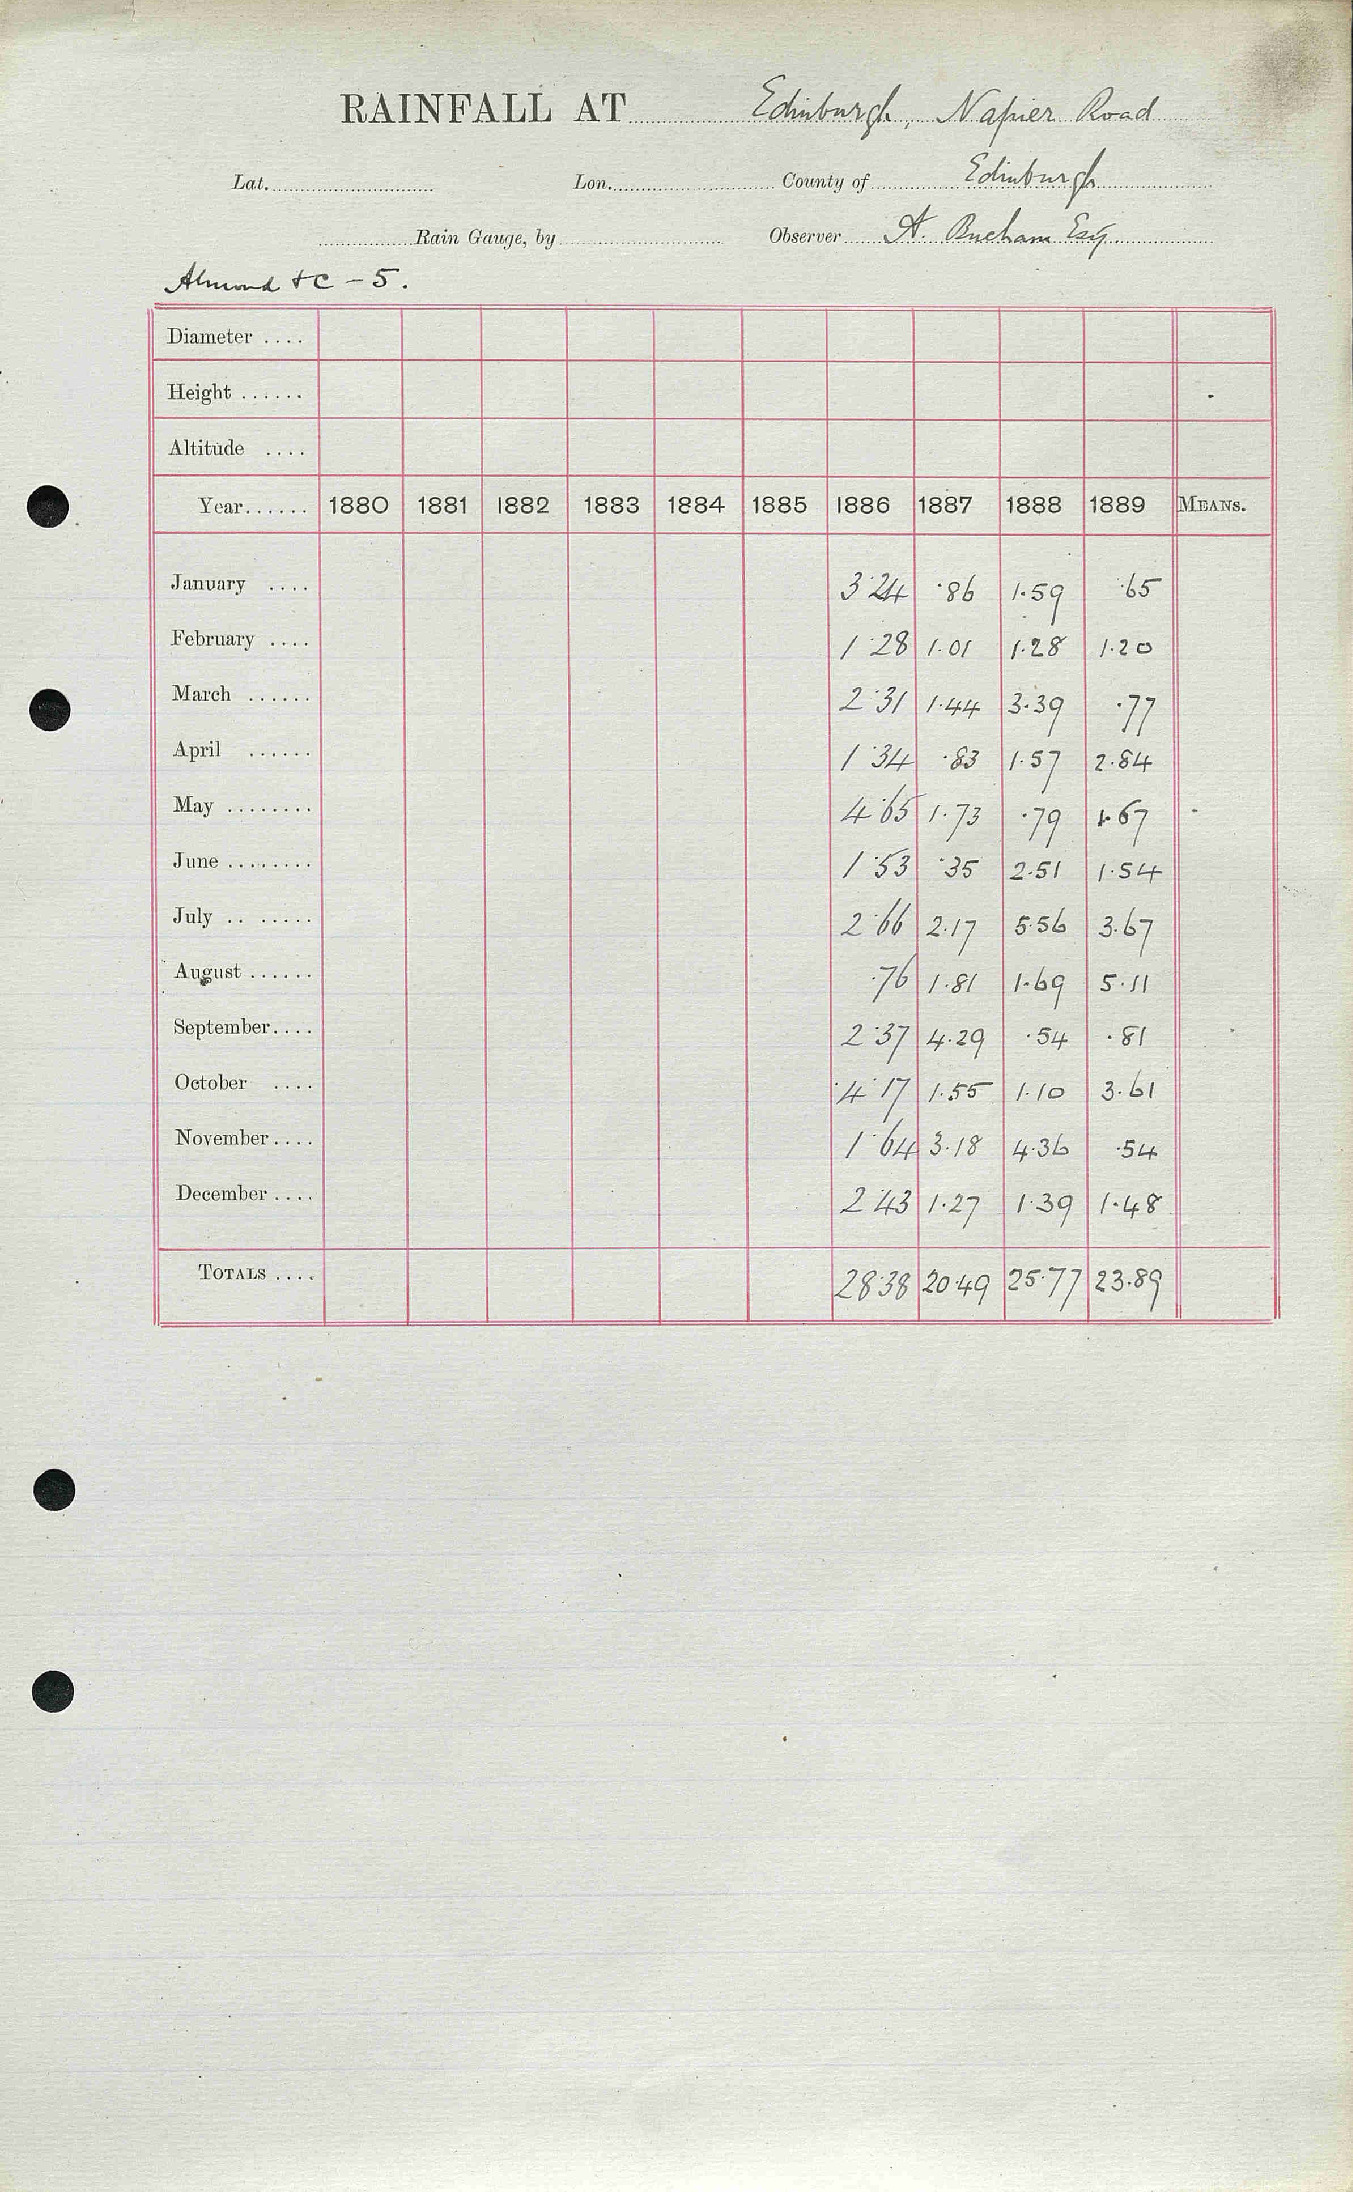 RAINFALL AT Edinburgh, Napier Road
Lat. Lon. County of Edinburgh
Rain Gauge, by Observer A. Buchan Esq.
Almond &c - 5.
Diameter ....
Height ......
Altitude ....
Year...... 1880 1881 1882 1883 1884 1885 1886 1887 1888 1889 MEANS.
January .... 3.24 .86 1.59 .65
February .... 1.28 1.01 1.28 1.20
March ...... 2.31 1.44 3.39 .77
April ...... 1.34 .83 1.57 2.84
May ........ 4.65 1.73 .79 1.67
June ........ 1.53 .35 2.51 1.54
July .. ..... 2.66 2.17 5.56 3.67
August ...... .76 1.81 1.69 5.11
September.... 2.37 4.29 .54 .81
October .... 4.17 1.55 1.10 3.61
November.... 1.64 3.18 4.36 .54
December .... 2.43 1.27 1.39 1.48
TOTALS .... 28.38 20.49 25.77 23.89